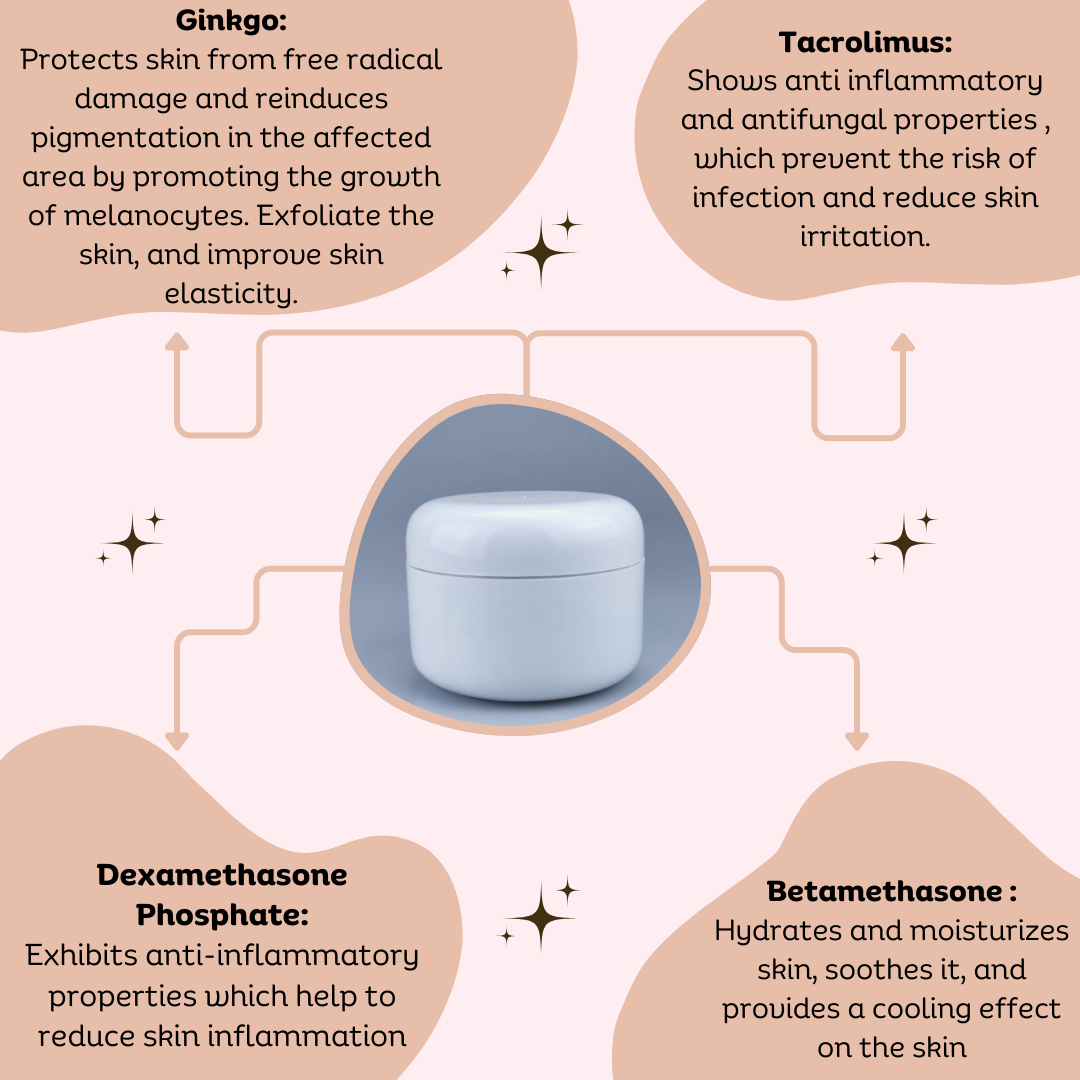 Ginkgo:
Protects skin from free radical
damage and reinduces
pigmentation in the affected
area by promoting the growth
of melanocytes. Exfoliate the
skin, and improve skin
elasticity.
Tacrolimus:
Shows anti inflammatory
and antifungal properties ,
which prevent the risk of
infection and reduce skin
irritation.
Dexamethasone
Phosphate:
Exhibits anti-inflammatory
properties which help to
reduce skin inflammation
Betamethasone :
Hydrates and moisturizes
skin, soothes it, and
provides a cooling effect
on the skin